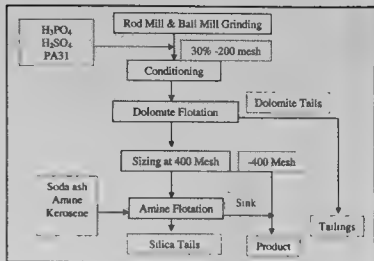 Rod Mill & Ball Mill Grinding
H₃PO₄
H₂SO₄
PA31
30% -200 mesh
Conditioning
Dolomite Flotation
Dolomite Tails
Sizing at 400 Mesh
-400 Mesh
Soda ash
Amine
Kerosene
Amine Flotation
Sink
Silica Tails
Product
Tailings